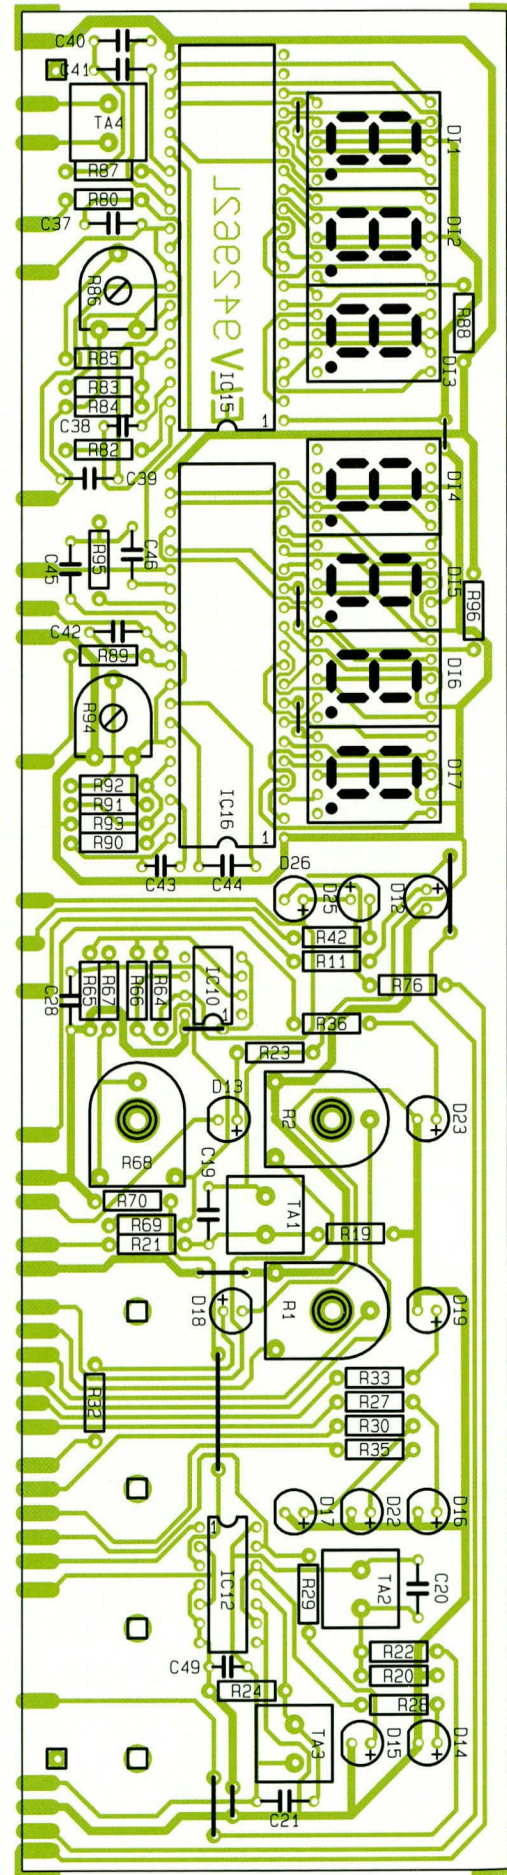 C40
C41
TA4
R87
R80
C37
R86
R85
R83
R84
C38
R82
C39
DI1
DI2
DI3
R88
ELV 94269Z
IC15
1
C45
R95
C46
C42
R89
R94
R92
R91
R93
R90
C43
C44
IC16
1
DI4
DI5
DI6
DI7
R96
D26
D25
D12
R42
R11
R76
R36
R23
C28
R65
R67
R66
R64
IC10
1
D13
R2
D23
R68
R70
R69
R21
C19
TA1
R19
D18
R1
D19
R32
R33
R27
R30
R35
D17
D22
D16
1
IC12
R29
TA2
C20
C49
R24
R22
R20
R28
TA3
D15
D14
C21